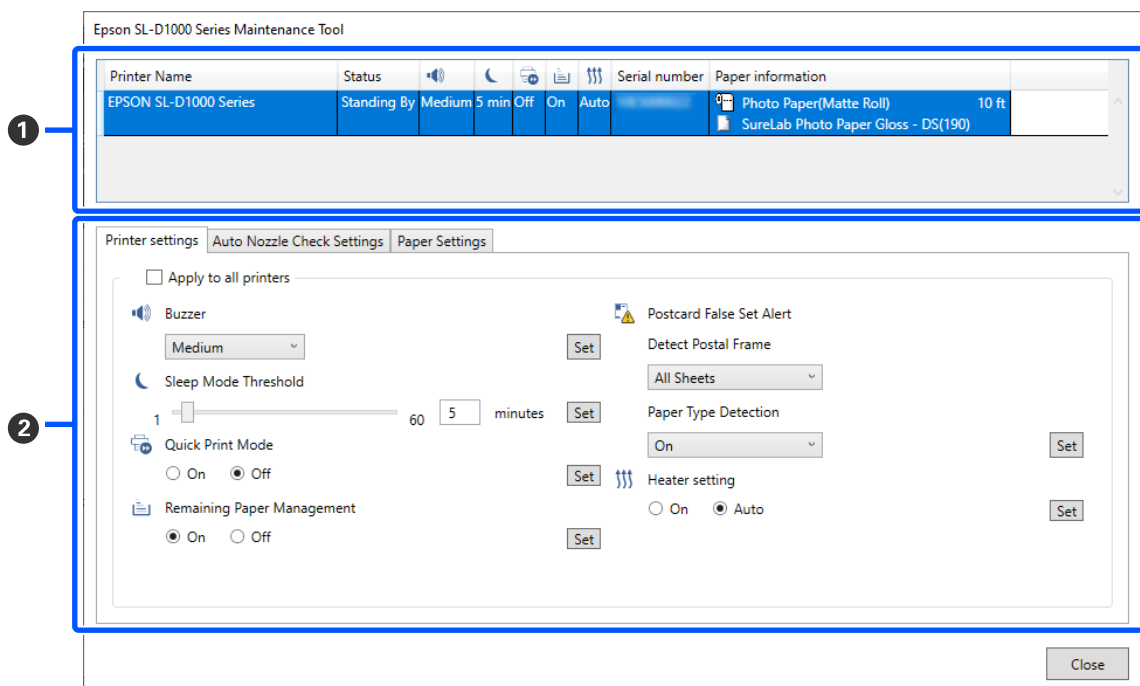 Epson SL-D1000 Series Maintenance Tool
1
Printer Name Status Serial number Paper information
EPSON SL-D1000 Series Standing By Medium 5 min Off On Auto Photo Paper(Matte Roll) 10 ft
SureLab Photo Paper Gloss - DS(190)
2
Printer settings Auto Nozzle Check Settings Paper Settings
Apply to all printers
Buzzer Postcard False Set Alert
Medium Set Detect Postal Frame
Sleep Mode Threshold All Sheets
1 60 5 minutes Set Paper Type Detection
Quick Print Mode On Set
On Off Set Heater setting
Remaining Paper Management On Auto Set
On Off Set
Close